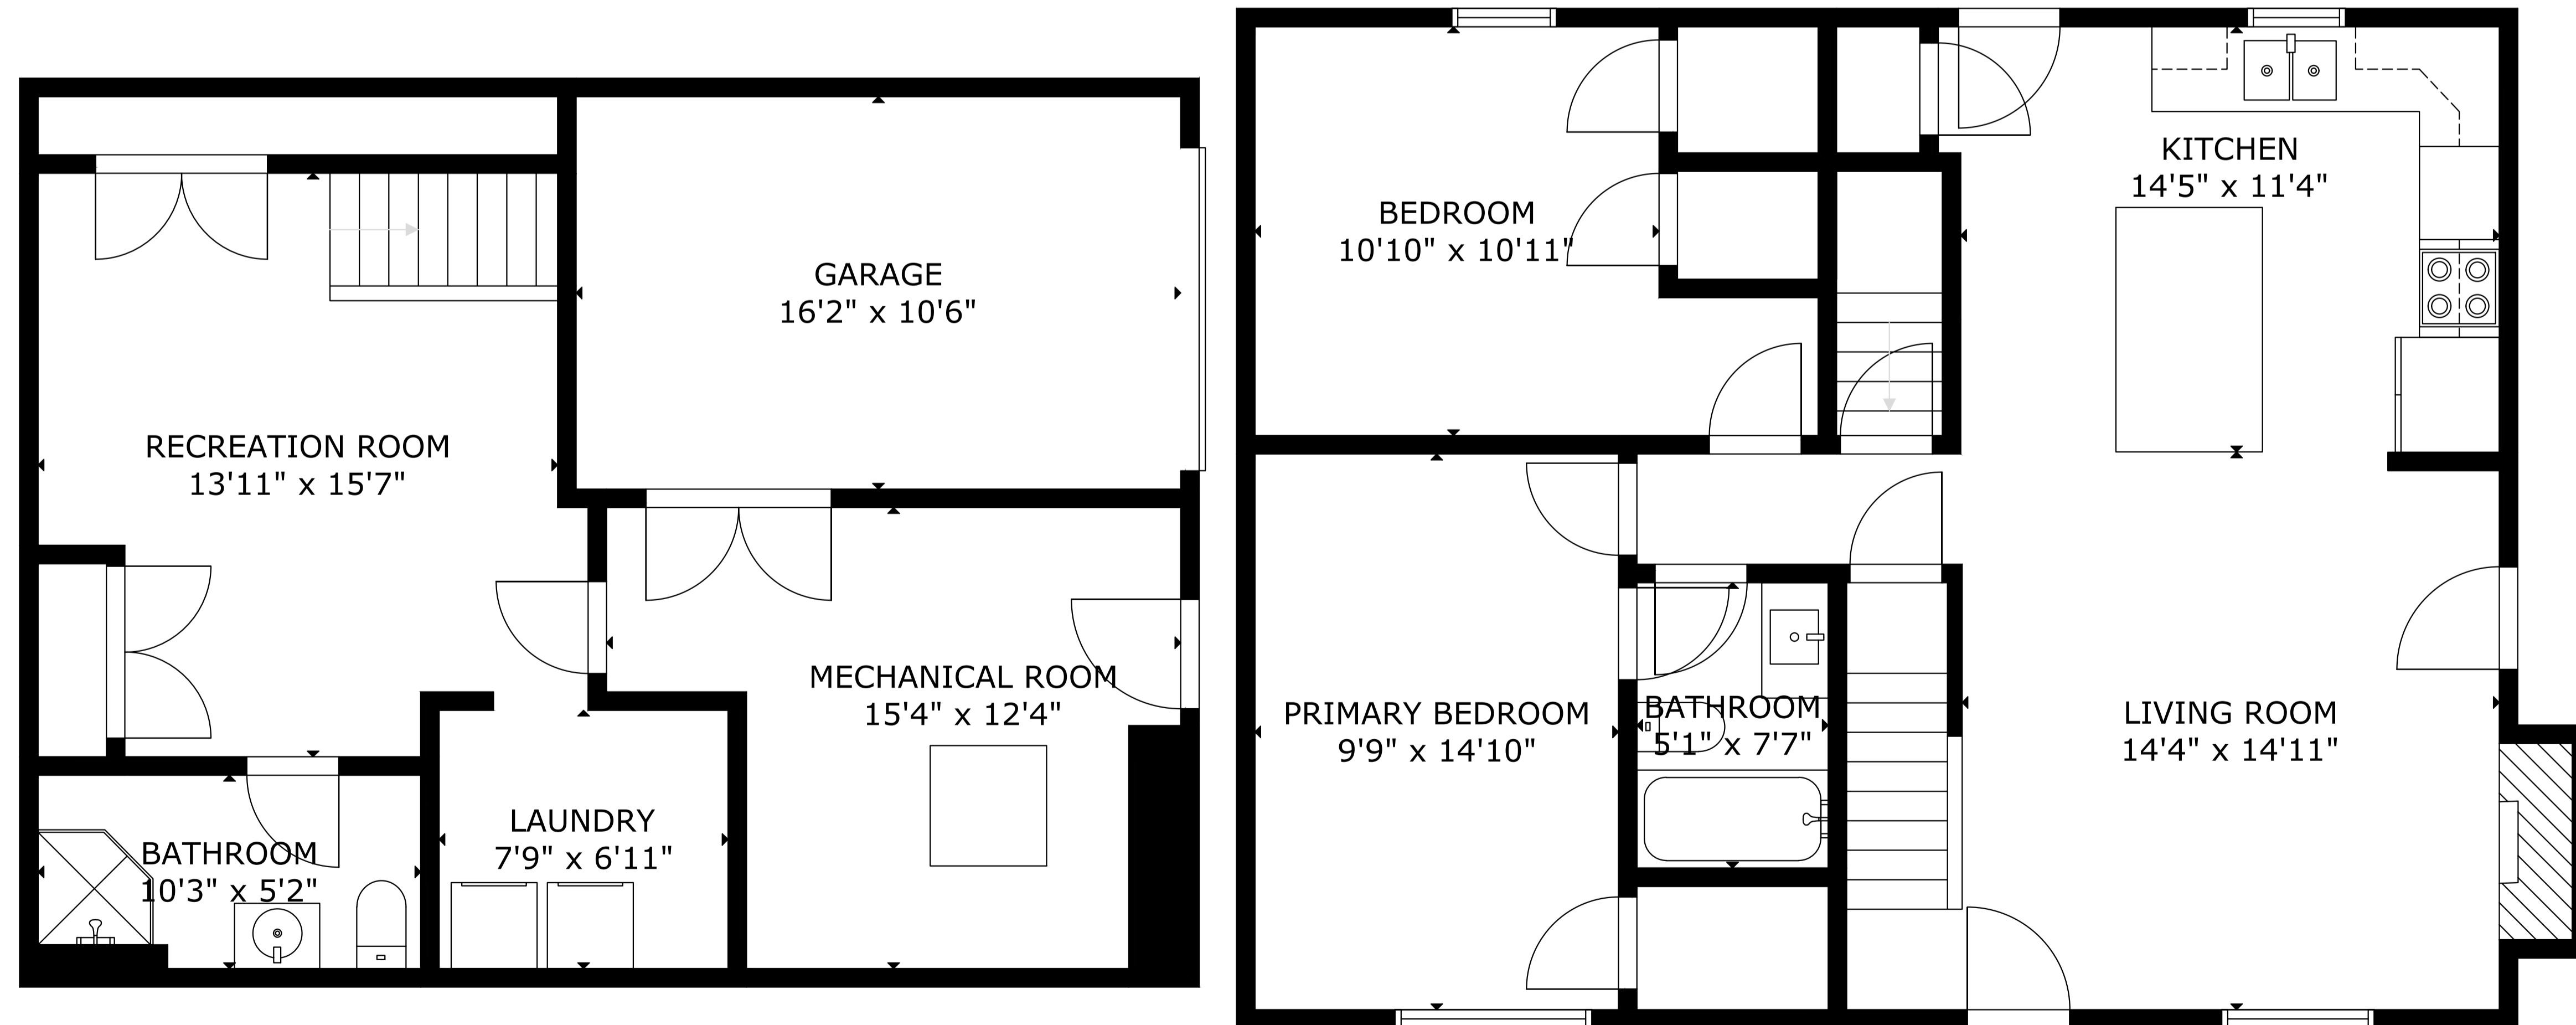 GARAGE
16'2" x 10'6"
RECREATION ROOM
13'11" x 15'7"
MECHANICAL ROOM
15'4" x 12'4"
LAUNDRY
7'9" x 6'11"
BATHROOM
10'3" x 5'2"
KITCHEN
14'5" x 11'4"
BEDROOM
10'10" x 10'11"
PRIMARY BEDROOM
9'9" x 14'10"
BATHROOM
5'1" x 7'7"
LIVING ROOM
14'4" x 14'11"